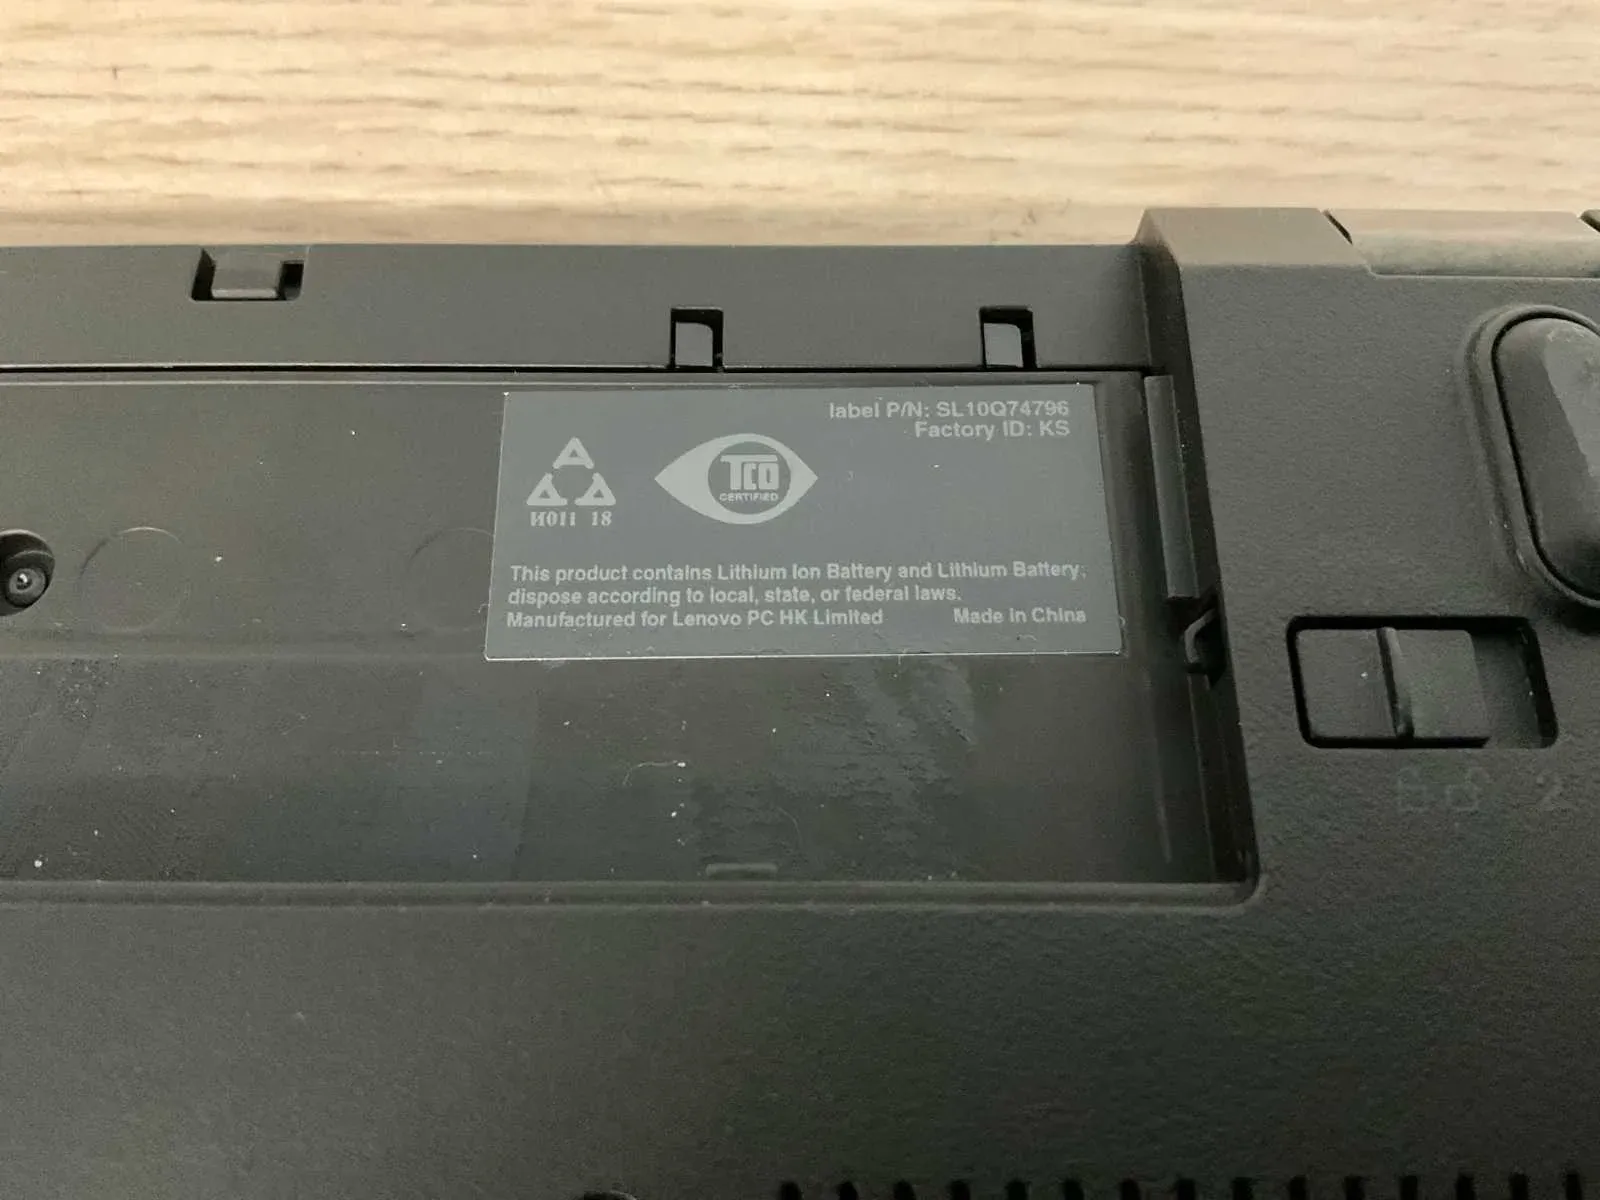 label P/N: SL10Q74796
Factory ID: KS
TCO
CERTIFIED
И011 18
This product contains Lithium Ion Battery and Lithium Battery;
dispose according to local, state, or federal laws.
Manufactured for Lenovo PC HK Limited
Made in China
2